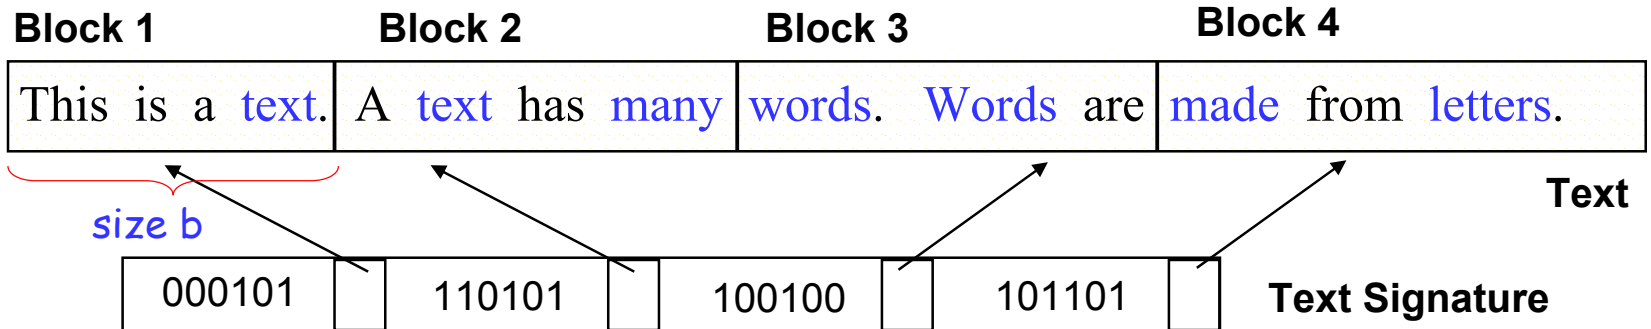 Block 1 Block 2 Block 3 Block 4
This is a text. A text has many words. Words are made from letters.
Text
size b
000101 110101 100100 101101 Text Signature